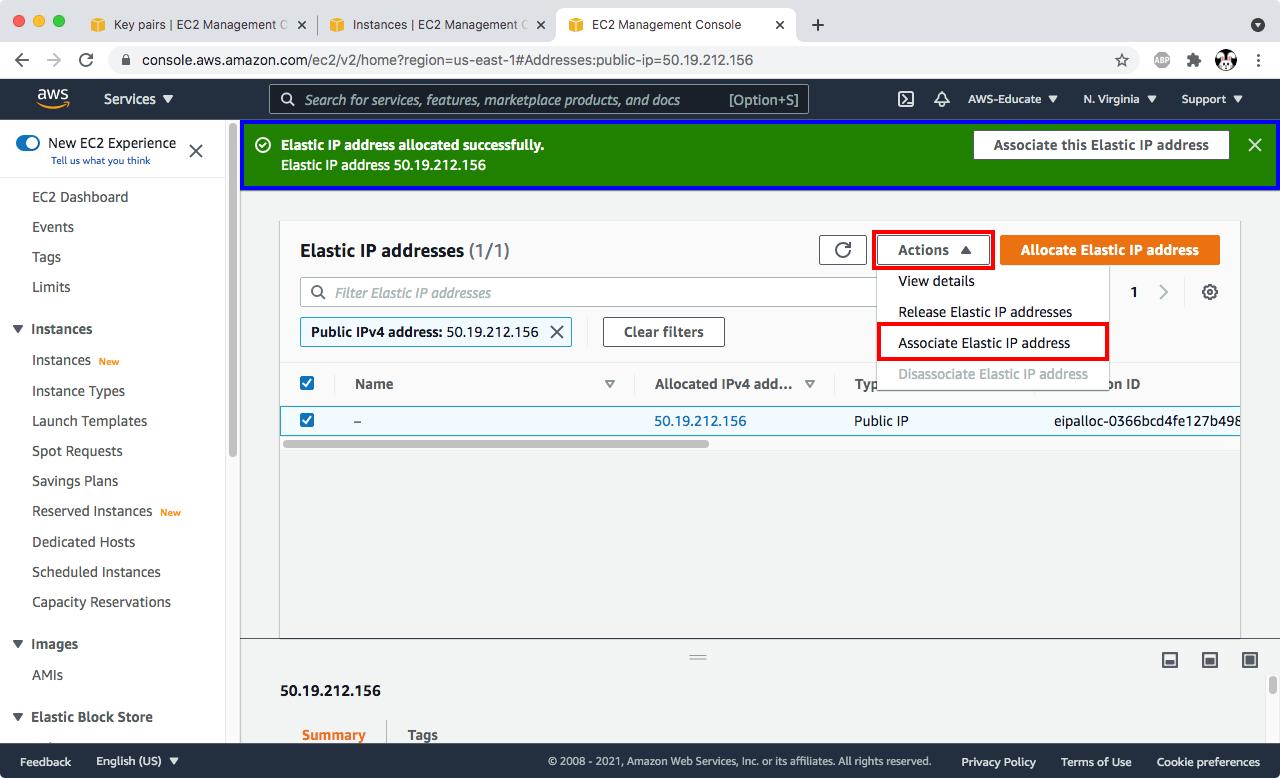 Key pairs | EC2 Management C
Instances | EC2 Management C
EC2 Management Console
console.aws.amazon.com/ec2/v2/home?region=us-east-1#Addresses:public-ip=50.19.212.156
ABP
aws
Services
Search for services, features, marketplace products, and docs
[Option+S]
AWS-Educate
N. Virginia
Support
New EC2 Experience
Tell us what you think
EC2 Dashboard
Events
Tags
Limits
Instances
Instances New
Instance Types
Launch Templates
Spot Requests
Savings Plans
Reserved Instances New
Dedicated Hosts
Scheduled Instances
Capacity Reservations
Images
AMIs
Elastic Block Store
Elastic IP address allocated successfully.
Elastic IP address 50.19.212.156
Associate this Elastic IP address
Elastic IP addresses (1/1)
Actions
Allocate Elastic IP address
Filter Elastic IP addresses
1
View details
Release Elastic IP addresses
Associate Elastic IP address
Disassociate Elastic IP address
Public IPv4 address: 50.19.212.156
Clear filters
Name
Allocated IPv4 add...
Typ
on ID
–
50.19.212.156
Public IP
eipalloc-0366bcd4fe127b498
50.19.212.156
Summary
Tags
Feedback
English (US)
© 2008 - 2021, Amazon Web Services, Inc. or its affiliates. All rights reserved.
Privacy Policy
Terms of Use
Cookie preferences